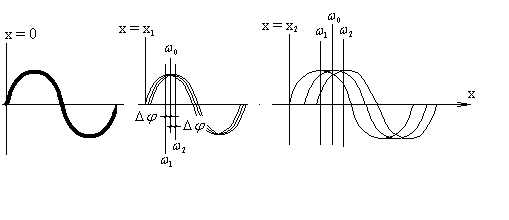 x = 0
x = x₁
ω₀
Δφ
Δφ
ω₁
ω₂
x = x₂
ω₀
ω₁
ω₂
x